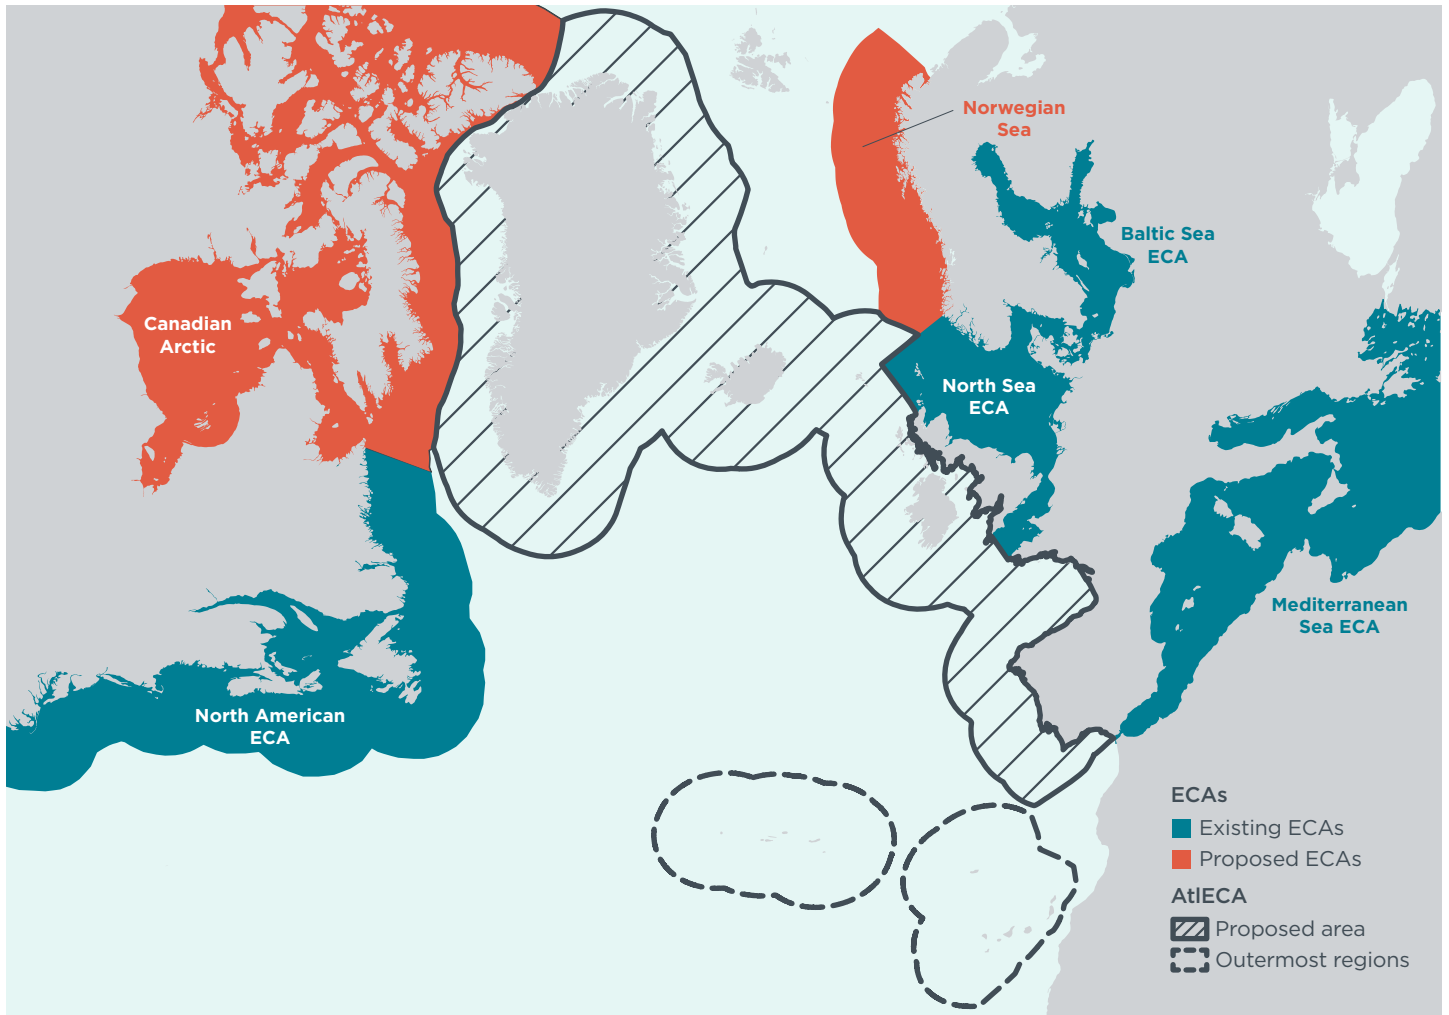 Norwegian
Sea
Baltic Sea
ECA
Canadian
Arctic
North Sea
ECA
Mediterranean
Sea ECA
North American
ECA
ECAs
Existing ECAs
Proposed ECAs
AtlECA
Proposed area
Outermost regions